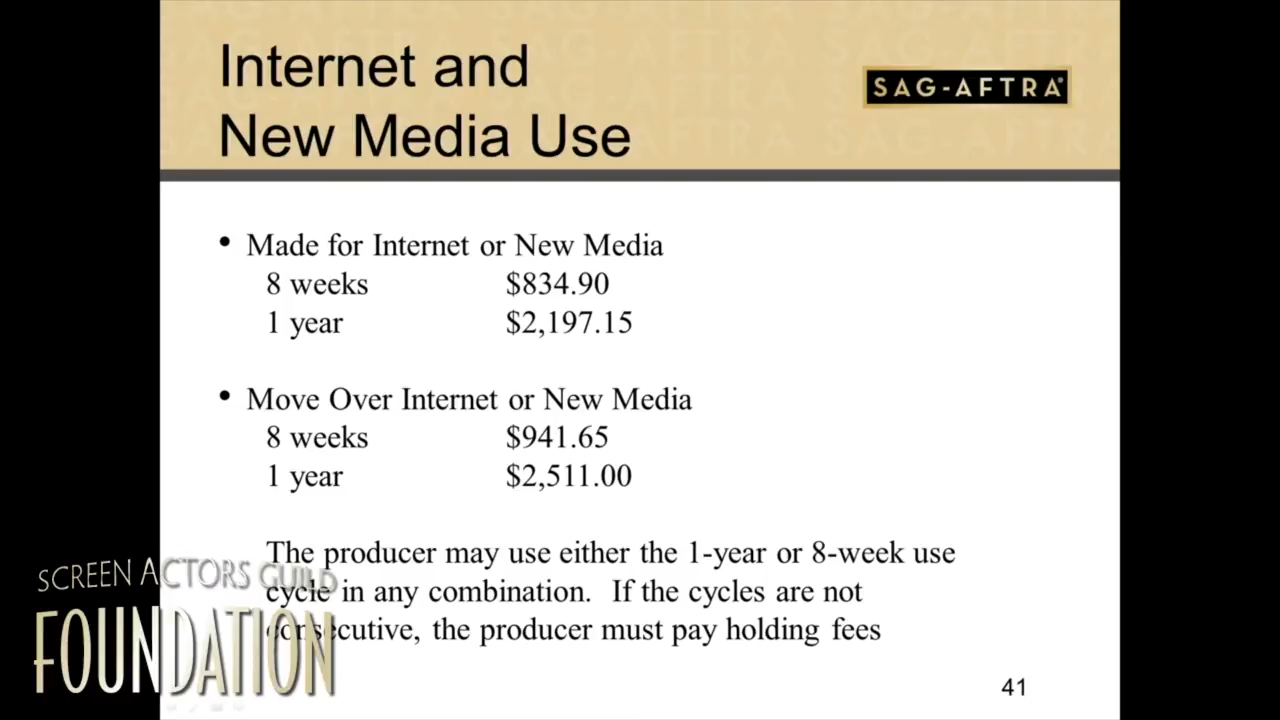 Internet and
New Media Use
SAG-AFTRA®
• Made for Internet or New Media
8 weeks $834.90
1 year $2,197.15
• Move Over Internet or New Media
8 weeks $941.65
1 year $2,511.00
The producer may use either the 1-year or 8-week use
cycle in any combination. If the cycles are not
consecutive, the producer must pay holding fees
SCREEN ACTORS GUILD
FOUNDATION
41